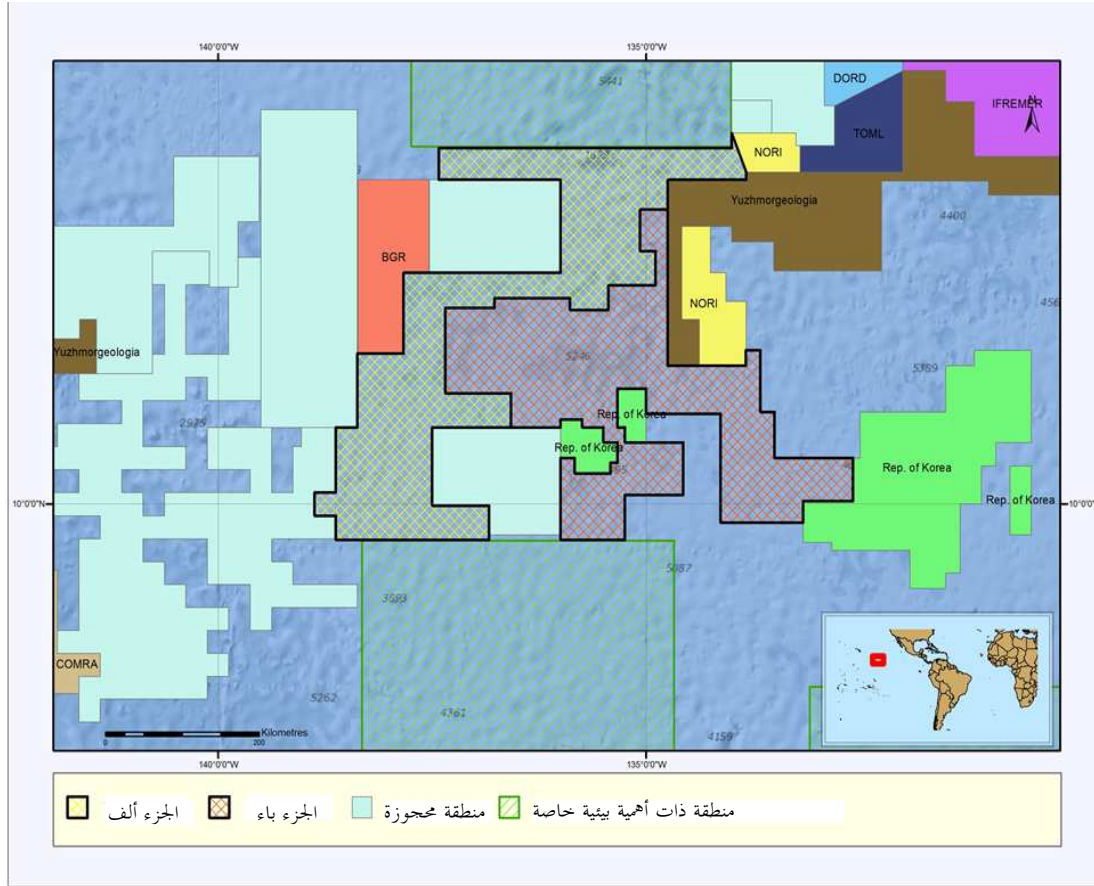 140°0'0"W 135°0'0"W
5441
DORD
IFREMER
N
TOML
NORI
Yuzhmorgeologia
4400
BGR
NORI
5246
5389
Yuzhmorgeologia
2975
Rep. of Korea
Rep. of Korea
Rep. of Korea
Rep. of Korea
10°0'0"N 10°0'0"N
5087
3693
COMRA
5262
4361
4159
Kilometres
0 200
140°0'0"W 135°0'0"W
الجزء ألف الجزء باء منطقة محجوزة منطقة ذات أهمية بيئية خاصة